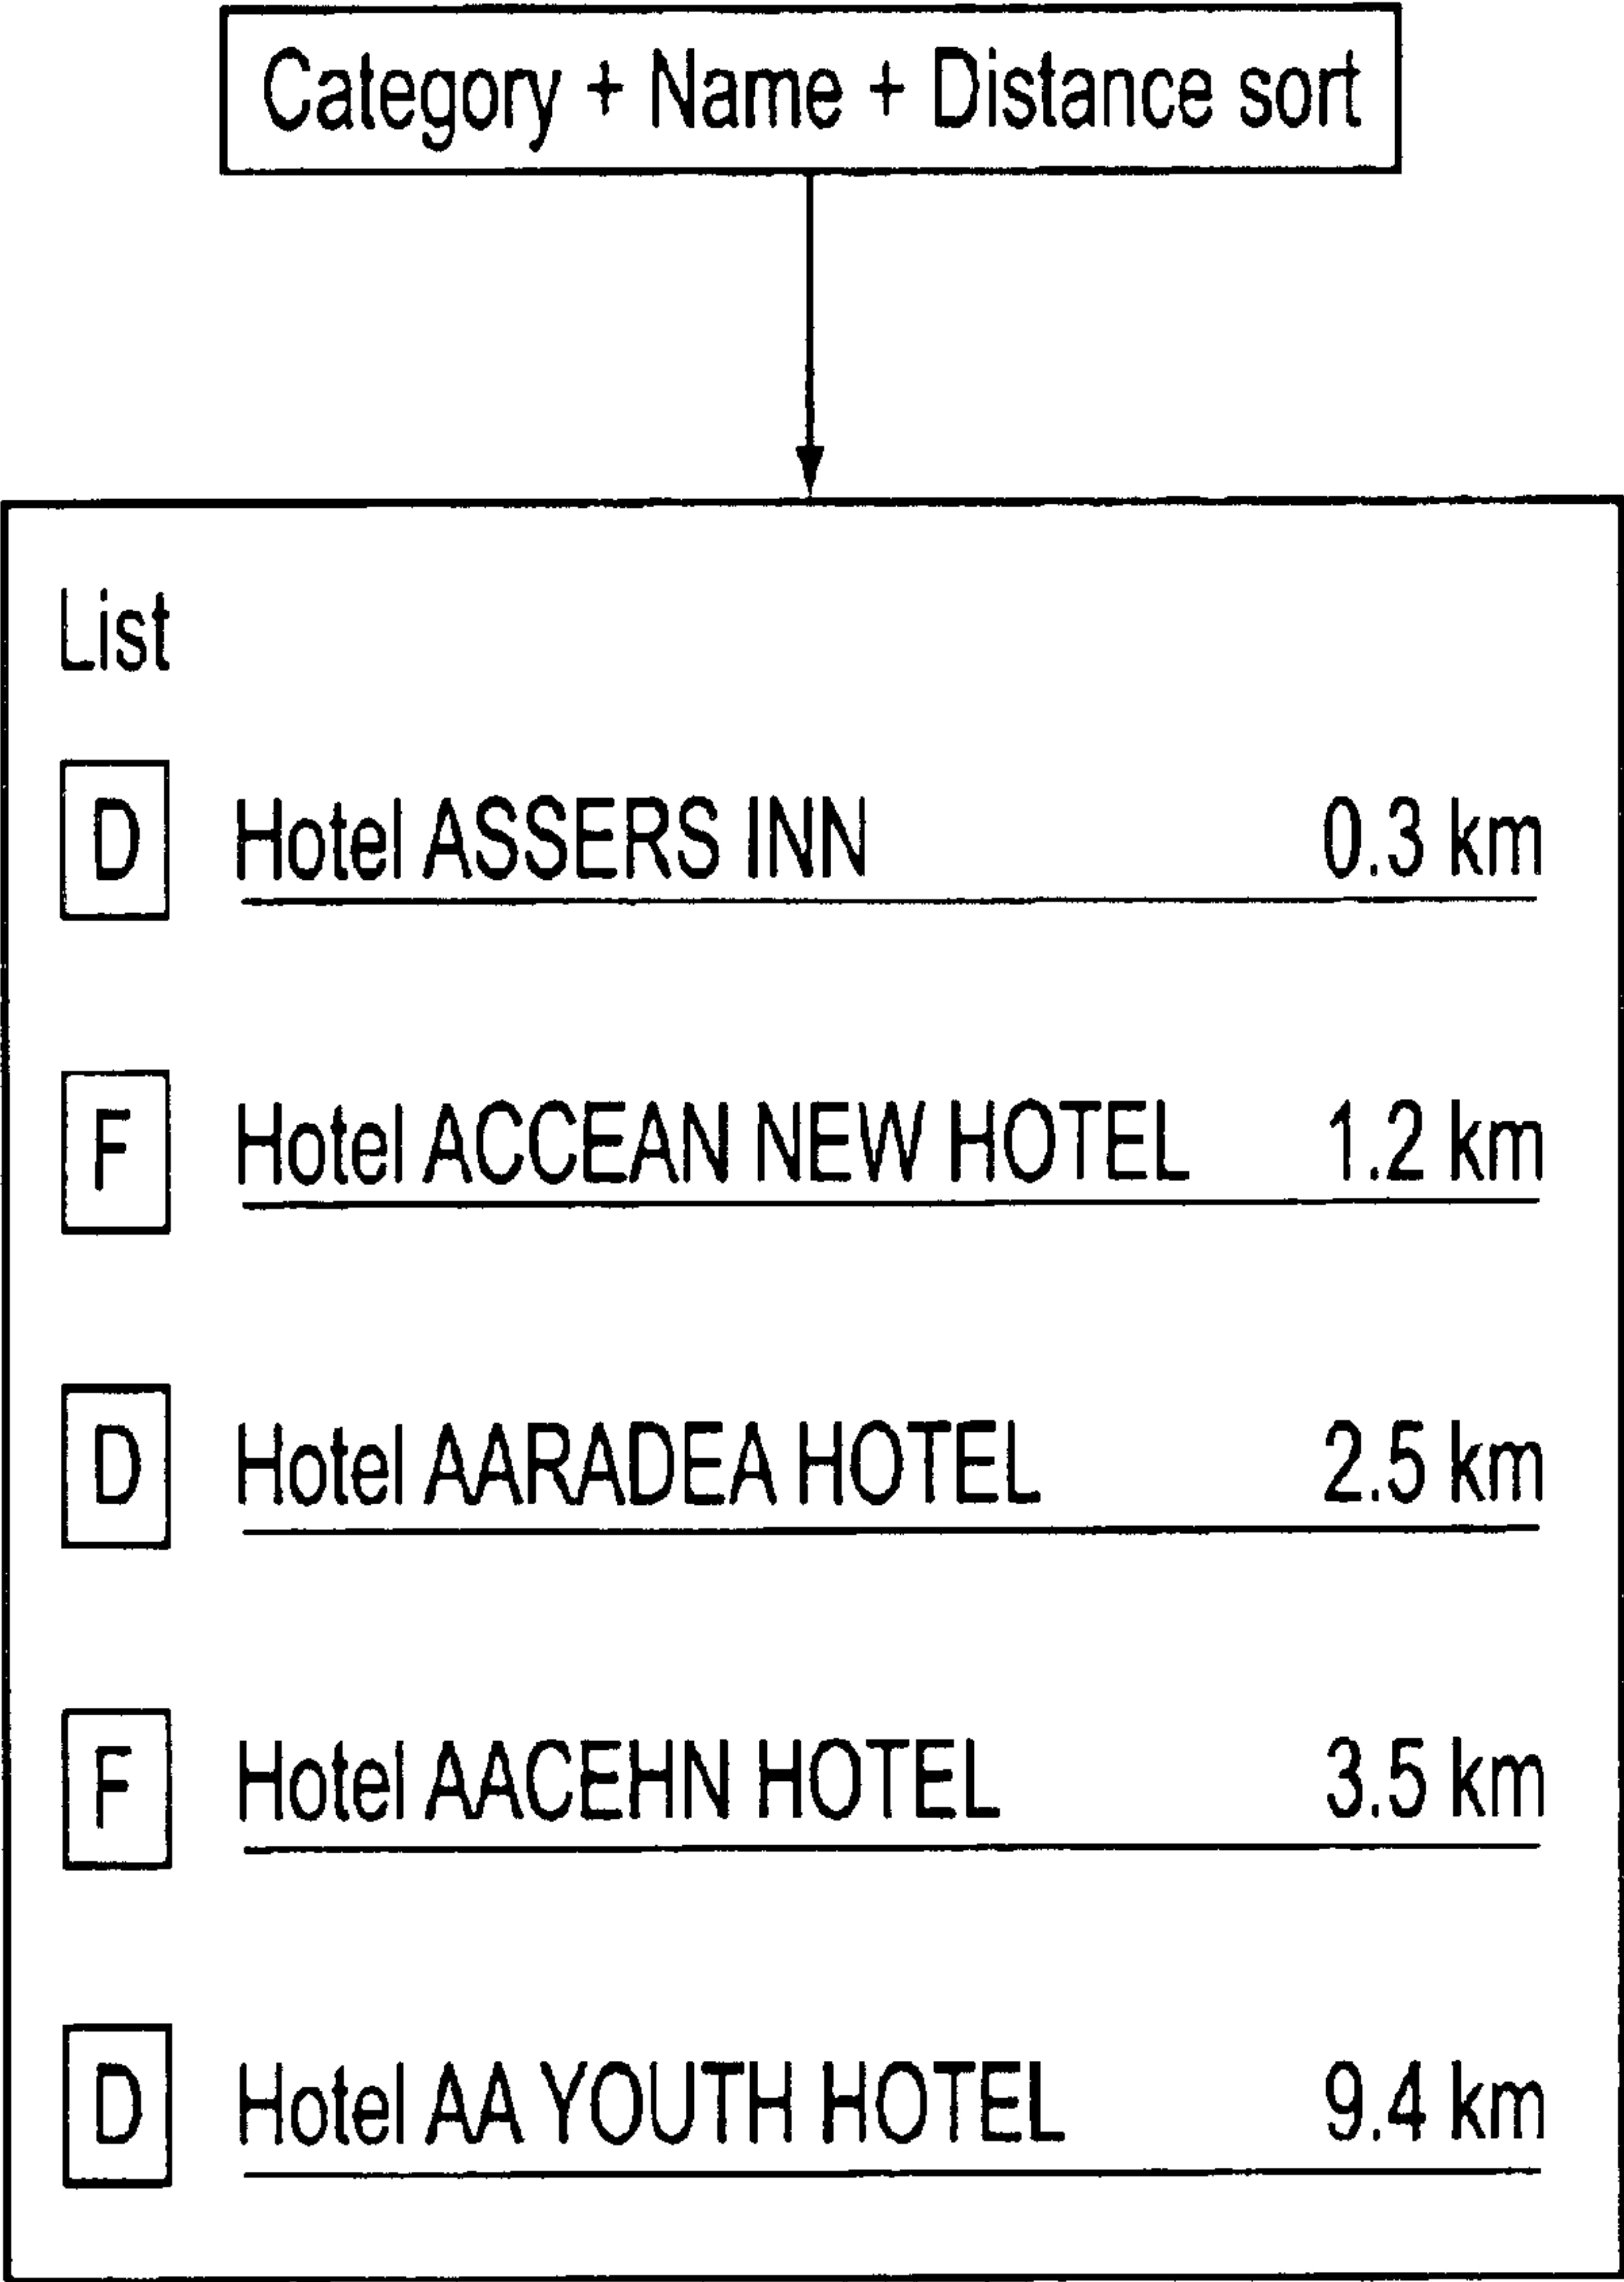 Category + Name + Distance sort
List
D Hotel ASSERS INN 0.3 km
F Hotel ACCEAN NEW HOTEL 1.2 km
D Hotel AARADEA HOTEL 2.5 km
F Hotel AACEHN HOTEL 3.5 km
D Hotel AA YOUTH HOTEL 9.4 km